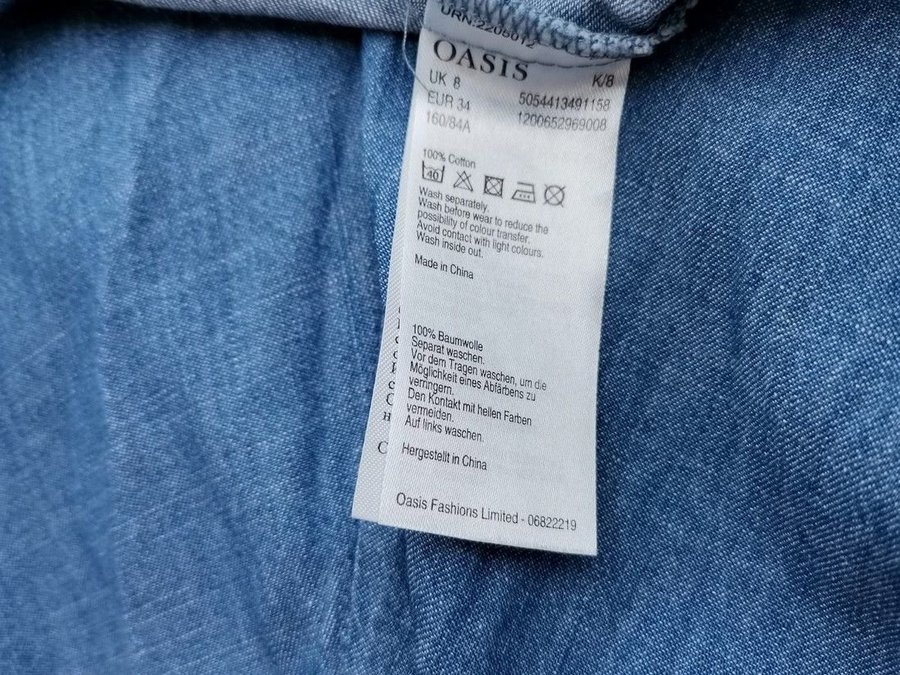 URN:2206012
OASIS
K/8
UK 8
5054413491158
EUR 34
1200652969008
160/84A
100% Cotton
40
Wash separately.
Wash before wear to reduce the
possibility of colour transfer.
Avoid contact with light colours.
Wash inside out.
Made in China
100% Baumwolle
Separat waschen.
Vor dem Tragen waschen, um die
Möglichkeit eines Abfärbens zu
verringern.
Den Kontakt mit hellen Farben
vermeiden.
Auf links waschen.
Hergestellt in China
Oasis Fashions Limited - 06822219